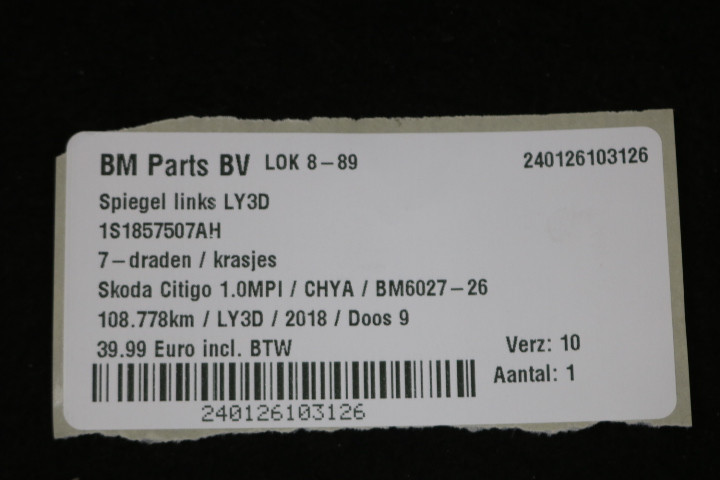 BM Parts BV LOK 8-89 240126103126
Spiegel links LY3D
1S1857507AH
7-draden / krasjes
Skoda Citigo 1.0MPI / CHYA / BM6027-26
108.778km / LY3D / 2018 / Doos 9
39.99 Euro incl. BTW Verz: 10
Aantal: 1
240126103126